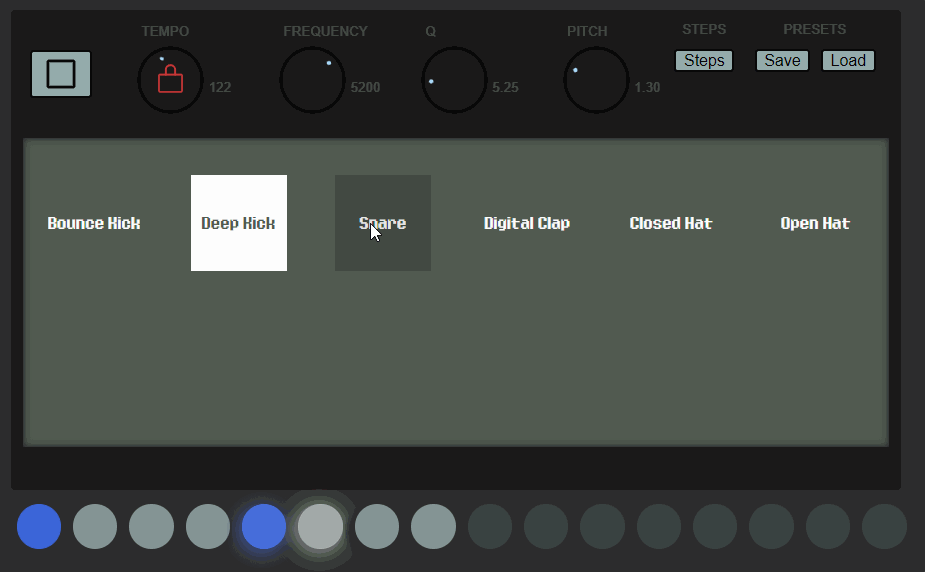 TEMPO FREQUENCY Q PITCH STEPS PRESETS
122 5200 5.25 1.30 Steps Save Load
Bounce Kick Deep Kick Snare Digital Clap Closed Hat Open Hat